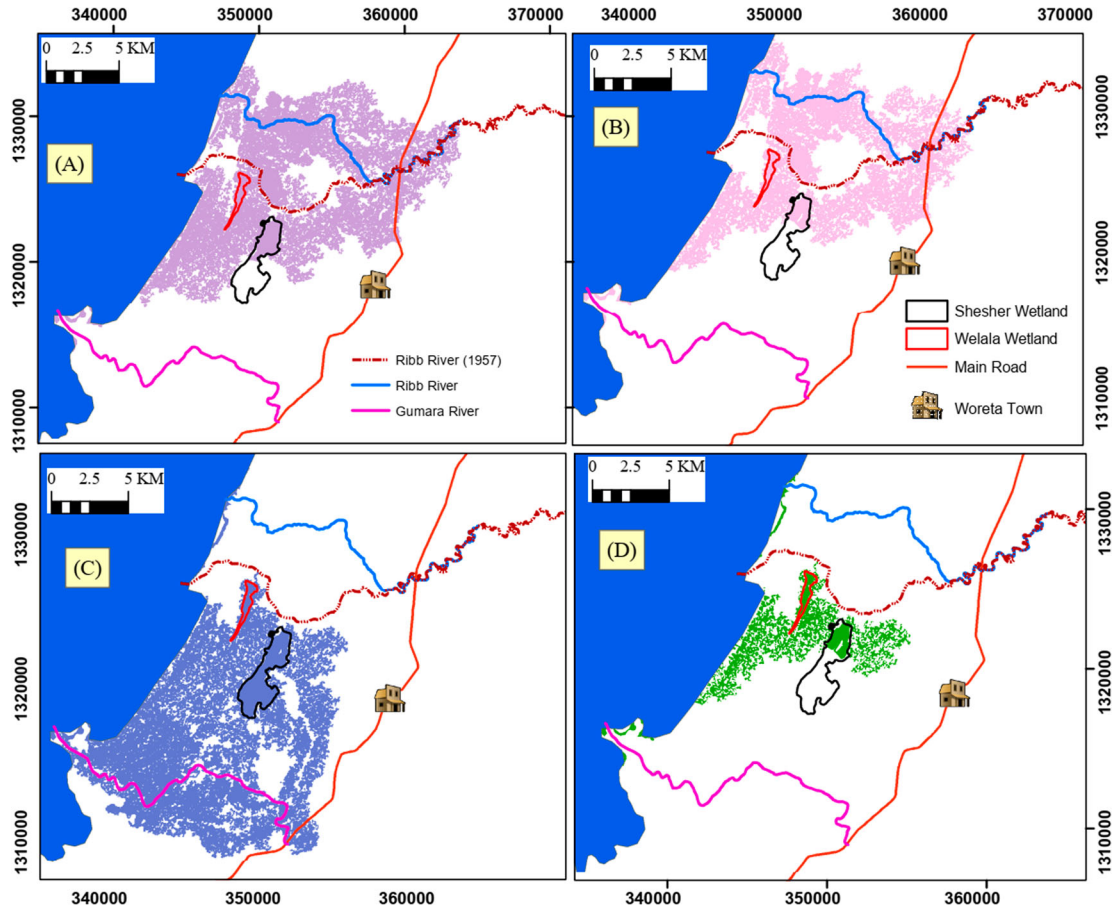 340000 350000 360000 370000
350000 360000 370000
0 2.5 5 KM
0 2.5 5 KM
1330000
1320000
1310000
(A)
(B)
1330000
1320000
1310000
Ribb River (1957)
Ribb River
Gumara River
Shesher Wetland
Welala Wetland
Main Road
Woreta Town
0 2.5 5 KM
0 2.5 5 KM
1330000
1320000
1310000
(C)
(D)
1330000
1320000
1310000
340000 350000 360000
340000 350000 360000